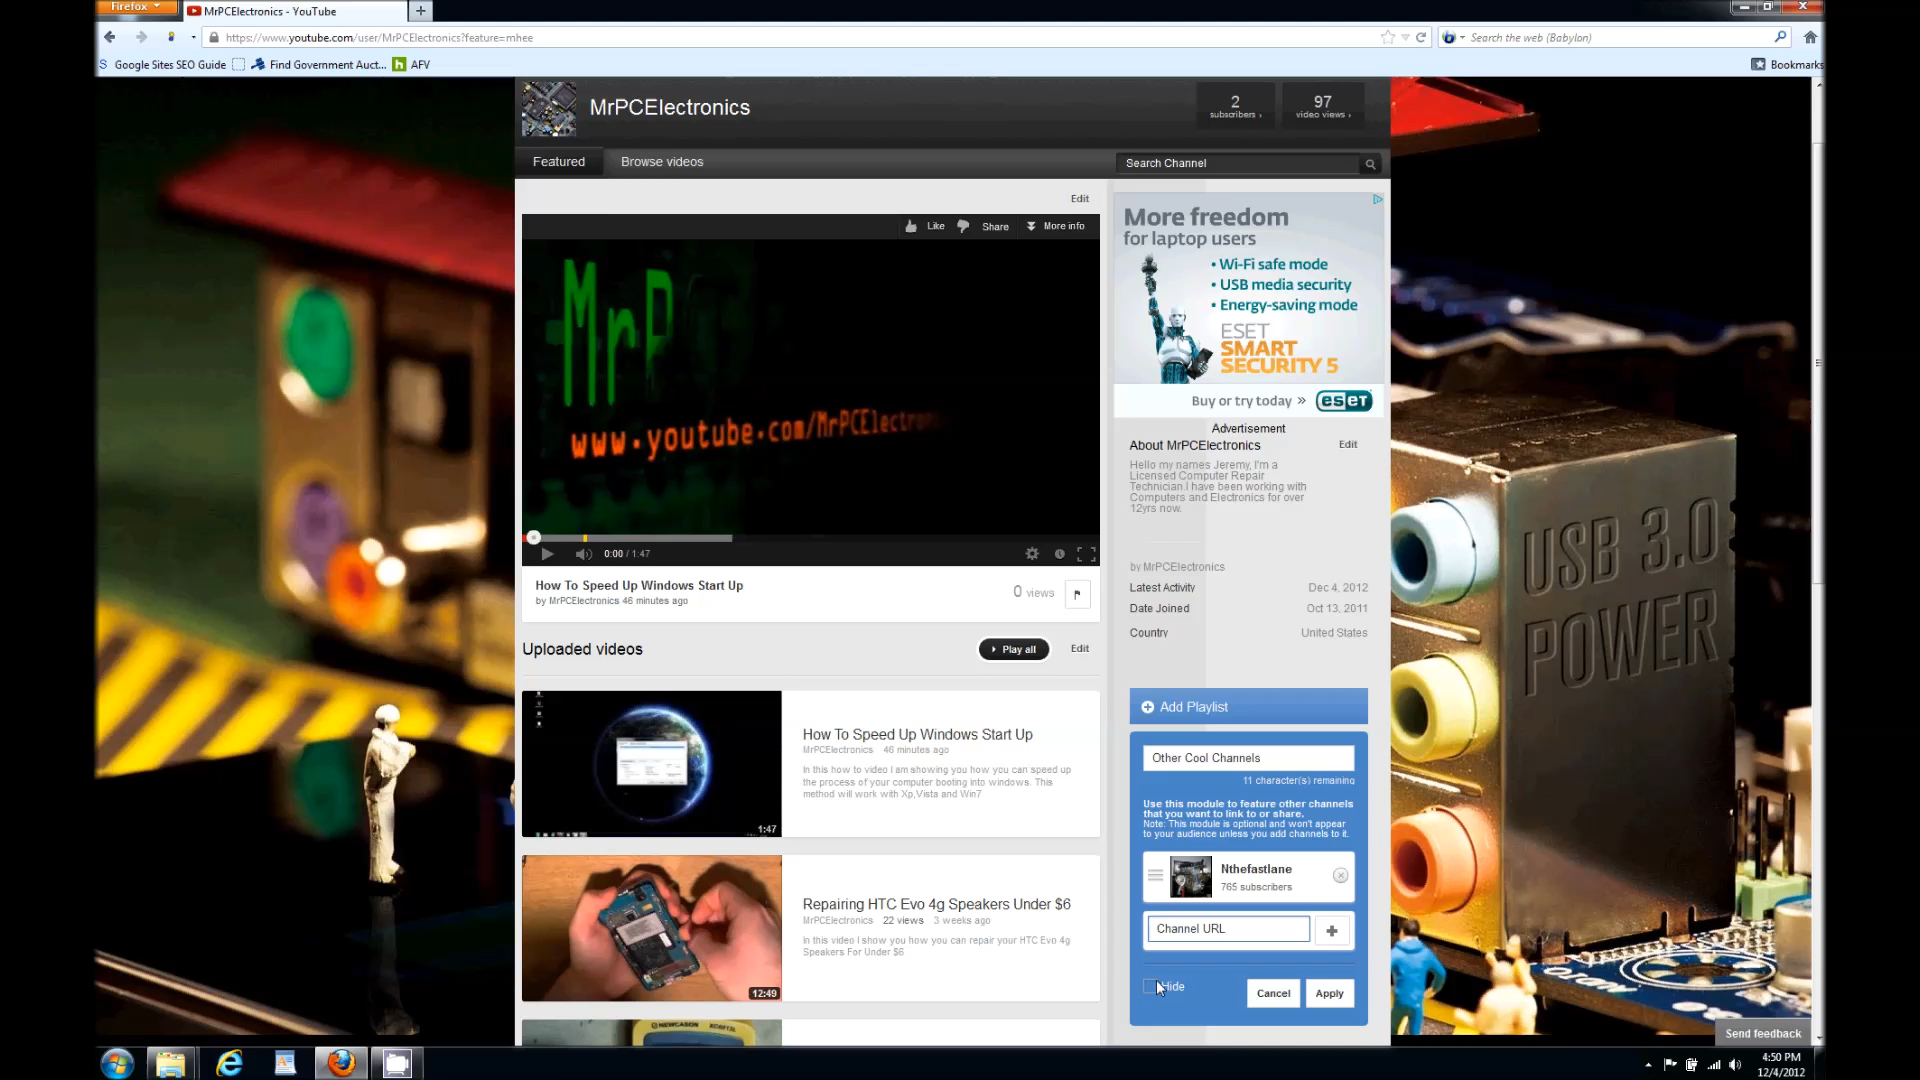 Firefox
MrPCElectronics - YouTube
https://www.youtube.com/user/MrPCElectronics?feature=mhee
Search the web (Babylon)
Google Sites SEO Guide
Find Government Auct...
AFV
Bookmarks
MrPCElectronics
2
subscribers ›
97
video views ›
Featured
Browse videos
Search Channel
Edit
Like
Share
More info
MrP
www.youtube.com/MrPCElectron
0:00 / 1:47
How To Speed Up Windows Start Up
by MrPCElectronics 46 minutes ago
0 views
Uploaded videos
Play all
Edit
How To Speed Up Windows Start Up
MrPCElectronics 46 minutes ago
In this how to video I am showing you how you can speed up
the process of your computer booting into windows. This
method will work with Xp,Vista and Win7
1:47
Repairing HTC Evo 4g Speakers Under $6
MrPCElectronics 22 views 3 weeks ago
in this video I show you how you can repair your HTC Evo 4g
Speakers For Under $6
12:49
NEWCASON
More freedom
for laptop users
• Wi-Fi safe mode
• USB media security
• Energy-saving mode
ESET
SMART
SECURITY 5
Buy or try today »
eseT
Advertisement
About MrPCElectronics
Edit
Hello my names Jeremy, I'm a
Licensed Computer Repair
Technician.I have been working with
Computers and Electronics for over
12yrs now.
by MrPCElectronics
Latest Activity Dec 4, 2012
Date Joined Oct 13, 2011
Country United States
Add Playlist
Other Cool Channels
11 character(s) remaining
Use this module to feature other channels
that you want to link to or share.
Note: This module is optional and won't appear
to your audience unless you add channels to it.
Nthefastlane
765 subscribers
Channel URL
Hide
Cancel
Apply
USB 3.0
POWER
Send feedback
4:50 PM
12/4/2012